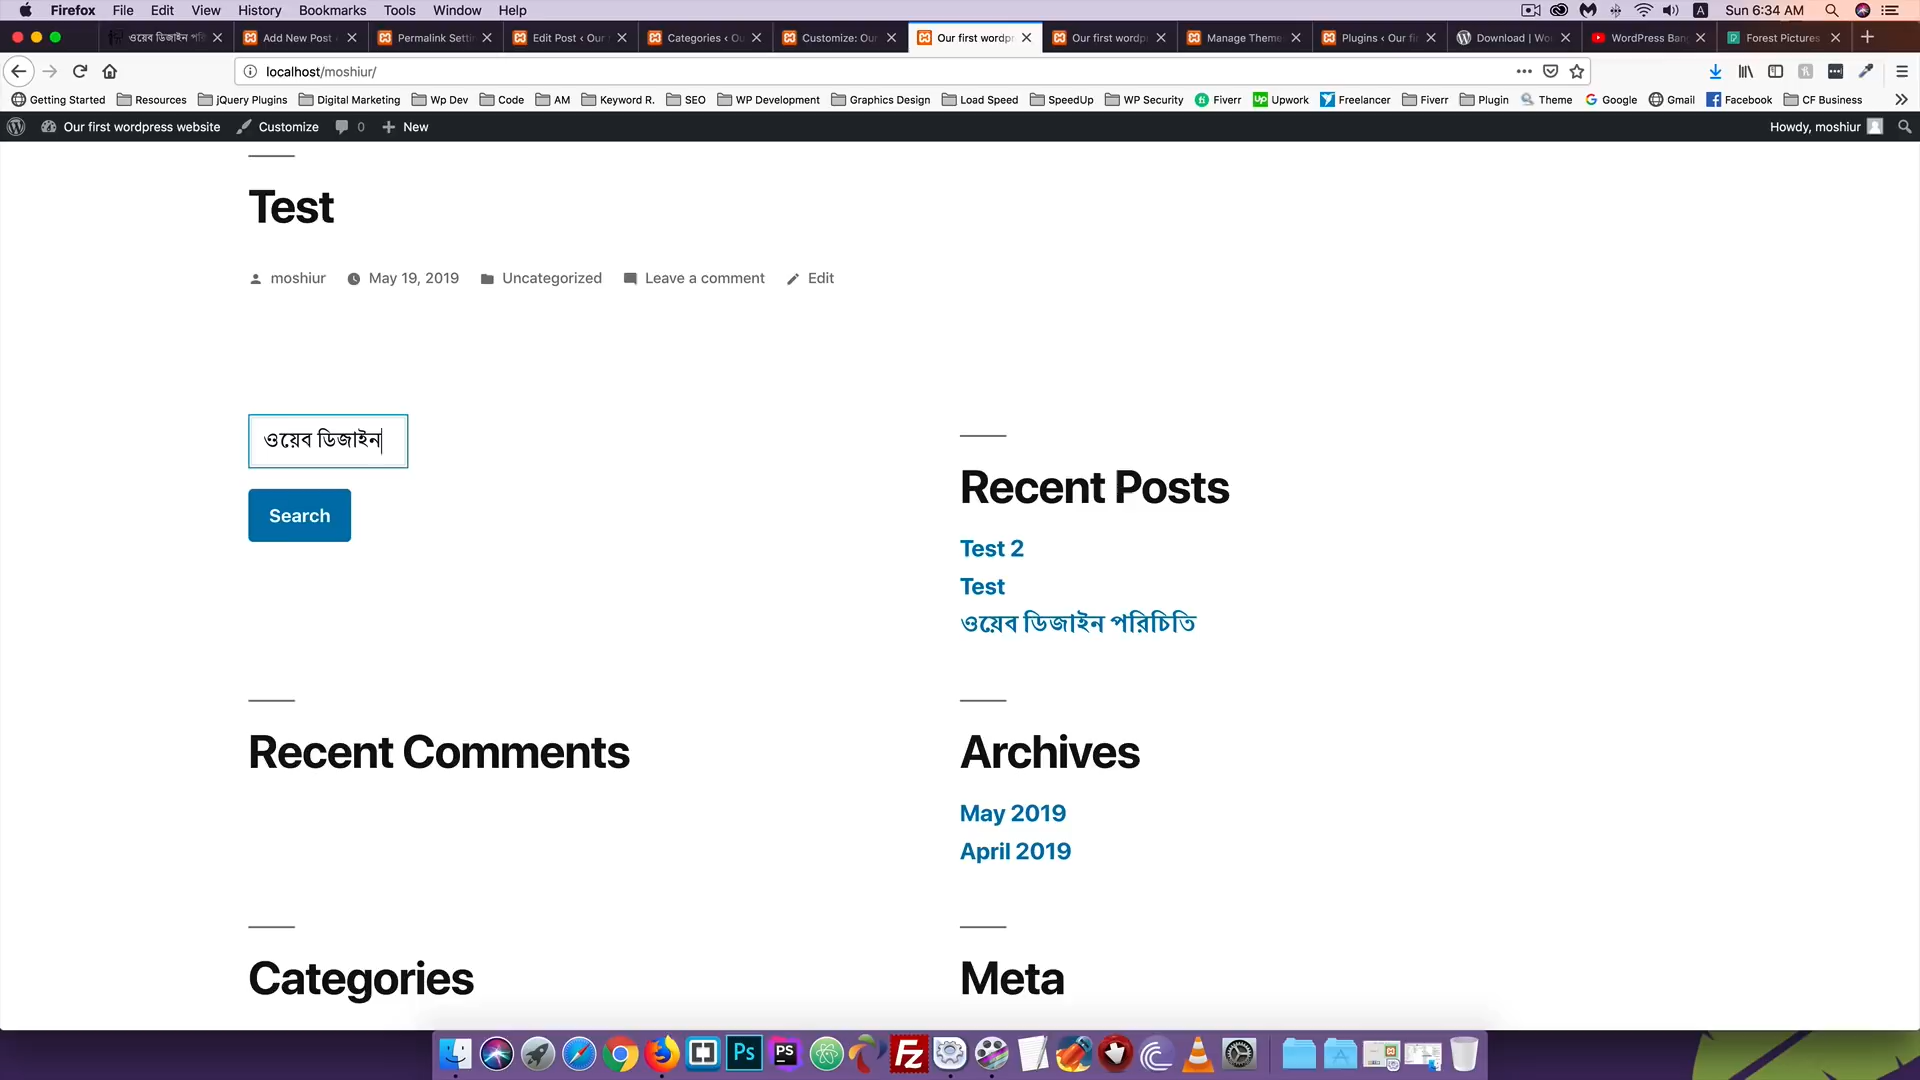 Firefox File Edit View History Bookmarks Tools Window Help Sun 6:34 AM
ওয়েব ডিজাইন পরি Add New Post Permalink Setti Edit Post ‹ Our Categories ‹ Ou Customize: Our Our first wordpr Our first wordp Manage Theme Plugins ‹ Our fi Download | Wo WordPress Ban Forest Pictures
localhost/moshiur/
Getting Started Resources jQuery Plugins Digital Marketing Wp Dev Code AM Keyword R. SEO WP Development Graphics Design Load Speed SpeedUp WP Security Fiverr Upwork Freelancer Fiverr Plugin Theme Google Gmail Facebook CF Business
Our first wordpress website Customize 0 New Howdy, moshiur
Test
moshiur May 19, 2019 Uncategorized Leave a comment Edit
ওয়েব ডিজাইন
Search
Recent Posts
Test 2
Test
ওয়েব ডিজাইন পরিচিতি
Recent Comments
Archives
May 2019
April 2019
Categories
Meta
Ps PS Fz